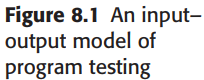 Figure 8.1 An input–
output model of
program testing